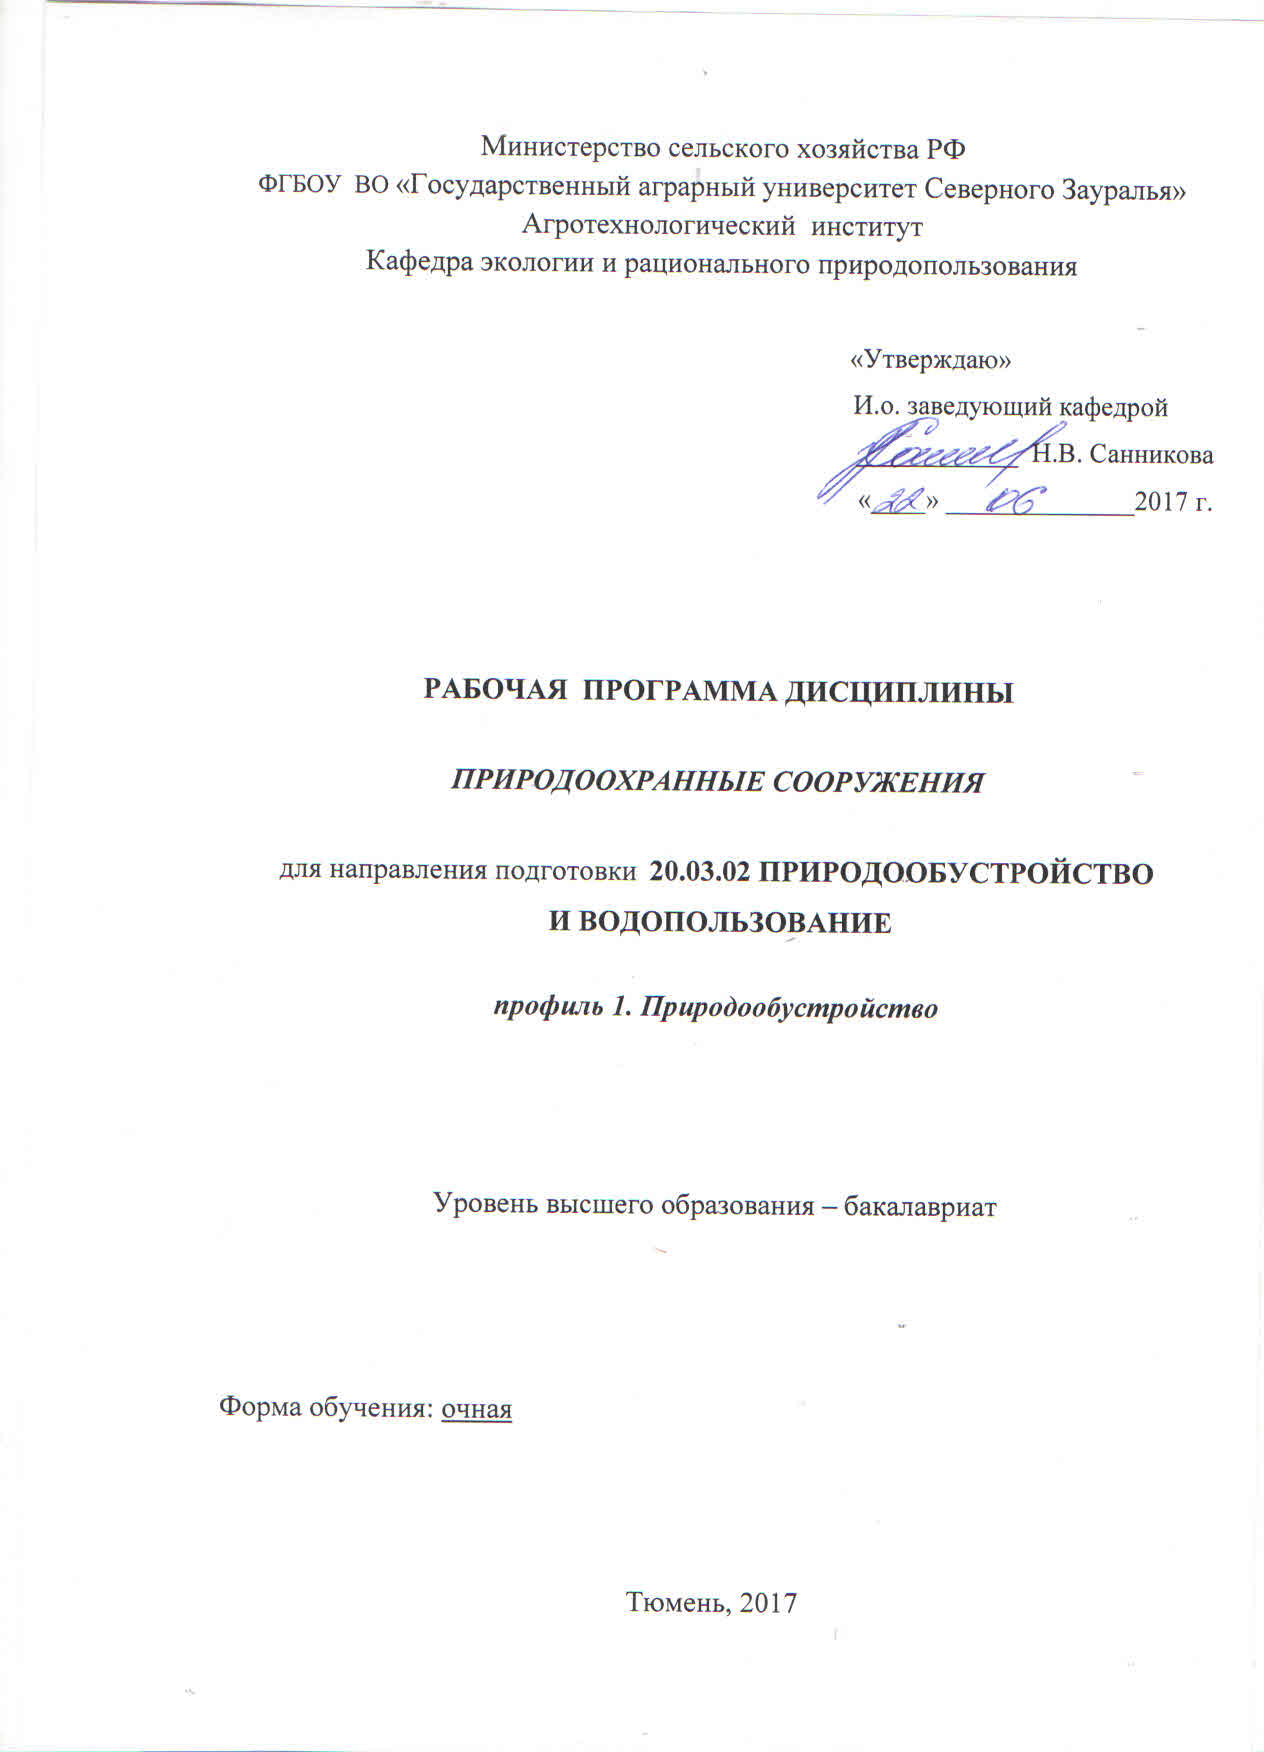 Министерство сельского хозяйства РФ
ФГБОУ ВО «Государственный аграрный университет Северного Зауралья»
Агротехнологический институт
Кафедра экологии и рационального природопользования
«Утверждаю»
И.о. заведующий кафедрой
Н.В. Санникова
«22» 06 2017 г.
РАБОЧАЯ ПРОГРАММА ДИСЦИПЛИНЫ
ПРИРОДООХРАННЫЕ СООРУЖЕНИЯ
для направления подготовки 20.03.02 ПРИРОДООБУСТРОЙСТВО
И ВОДОПОЛЬЗОВАНИЕ
профиль 1. Природообустройство
Уровень высшего образования – бакалавриат
Форма обучения: очная
Тюмень, 2017